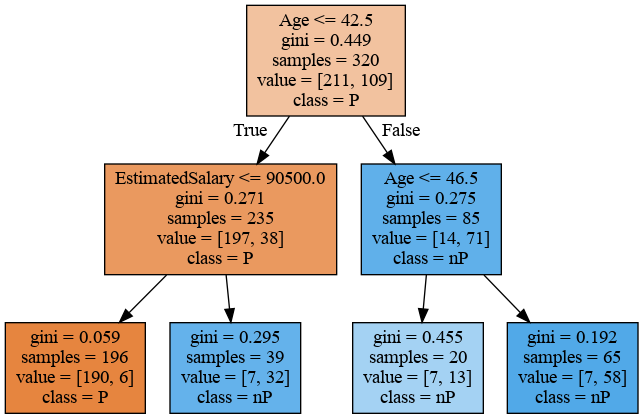 Age <= 42.5
gini = 0.449
samples = 320
value = [211, 109]
class = P
True
False
EstimatedSalary <= 90500.0
gini = 0.271
samples = 235
value = [197, 38]
class = P
Age <= 46.5
gini = 0.275
samples = 85
value = [14, 71]
class = nP
gini = 0.059
samples = 196
value = [190, 6]
class = P
gini = 0.295
samples = 39
value = [7, 32]
class = nP
gini = 0.455
samples = 20
value = [7, 13]
class = nP
gini = 0.192
samples = 65
value = [7, 58]
class = nP